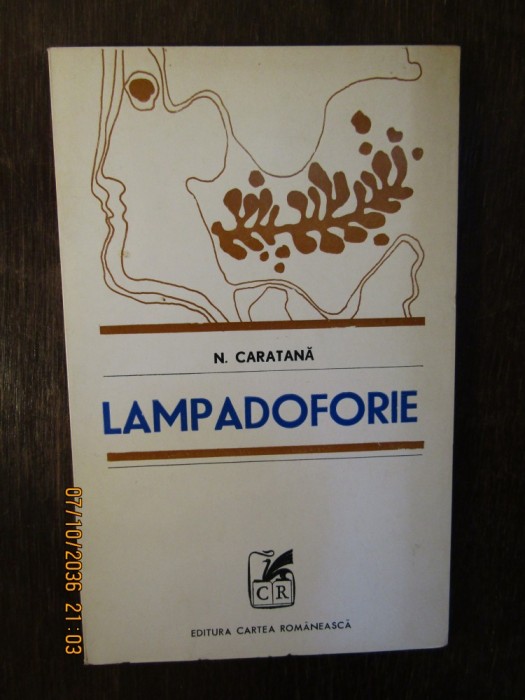 N. CARATANĂ
LAMPADOFORIE
CR
EDITURA CARTEA ROMÂNEASCĂ
07/10/2036 21:03